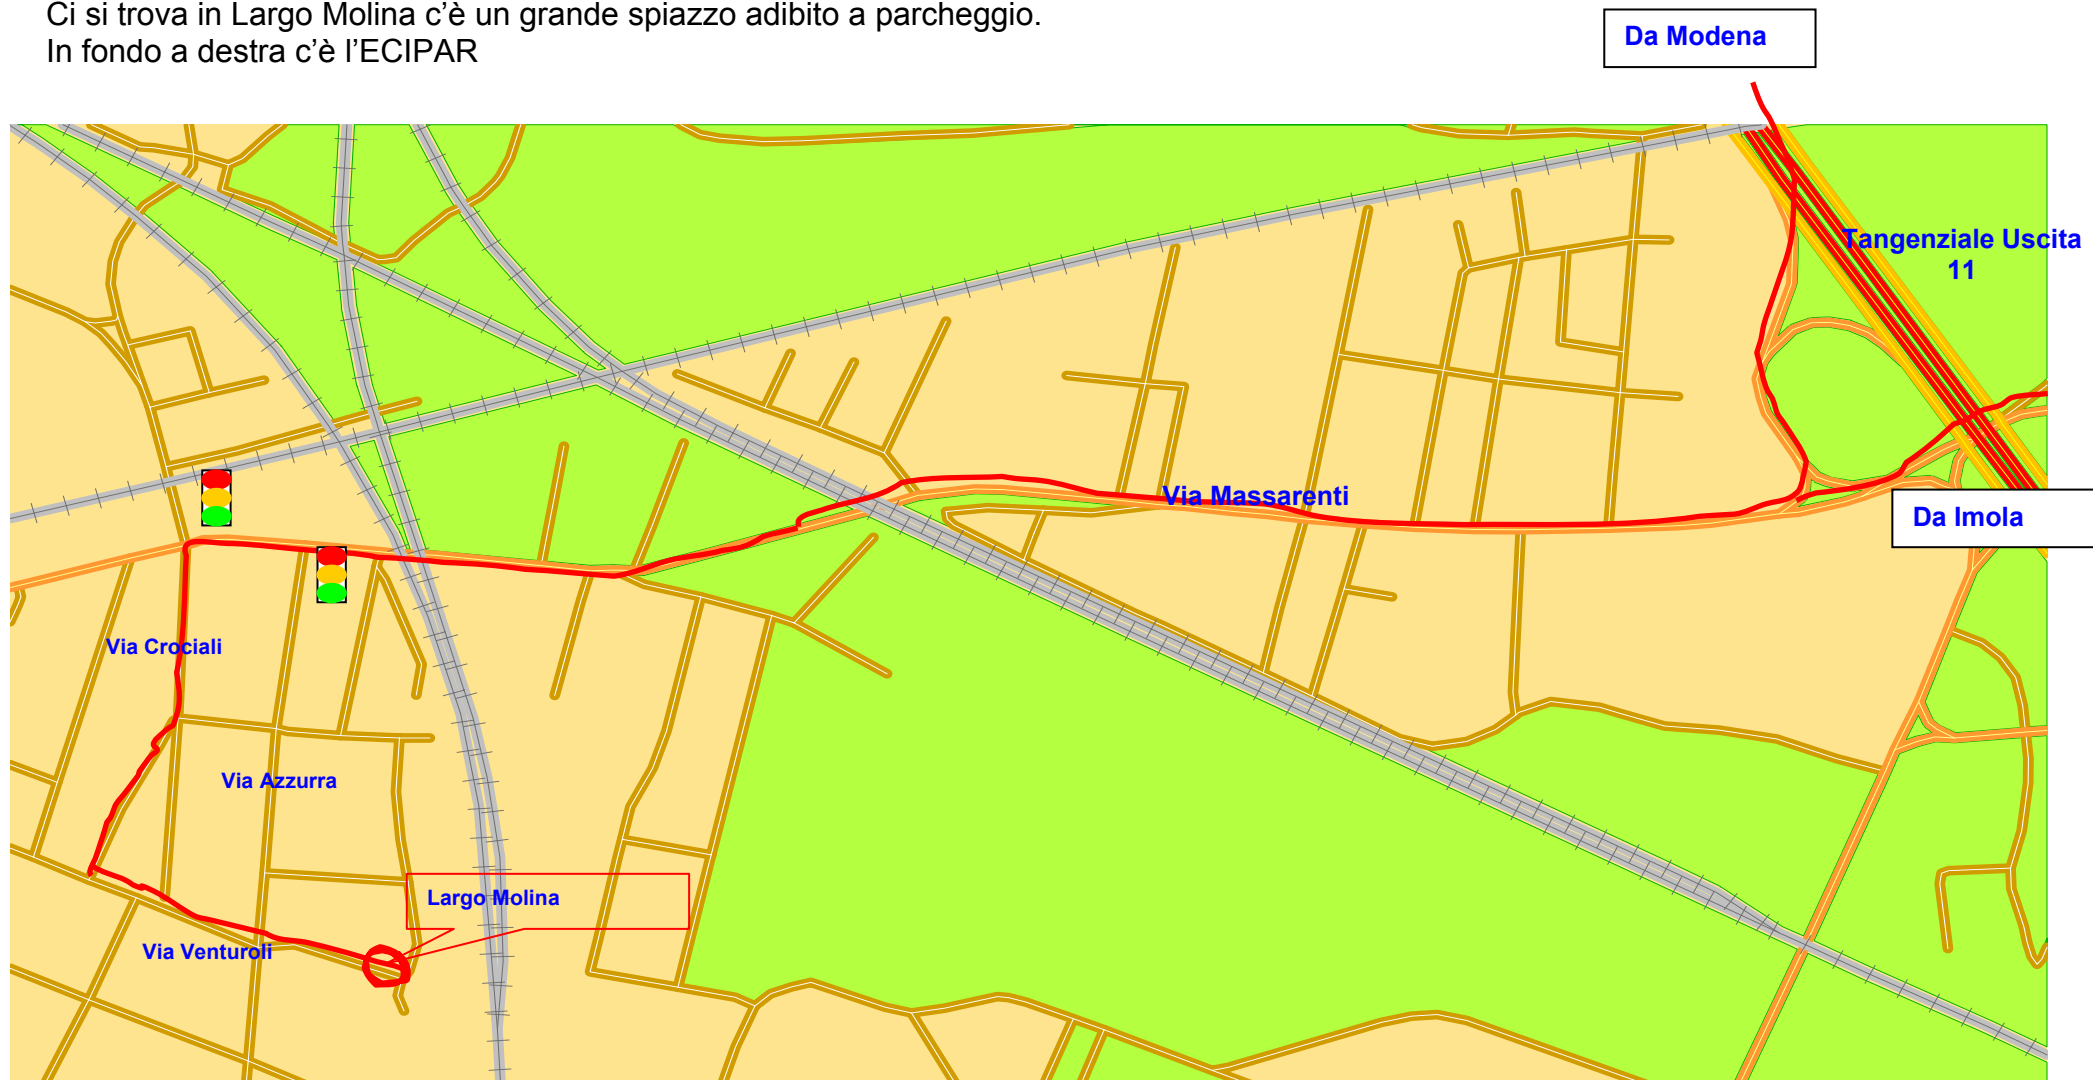 Ci si trova in Largo Molina c’è un grande spiazzo adibito a parcheggio.
In fondo a destra c’è l’ECIPAR
Da Modena
Tangenziale Uscita
11
Via Massarenti
Da Imola
Via Crociali
Via Azzurra
Largo Molina
Via Venturoli